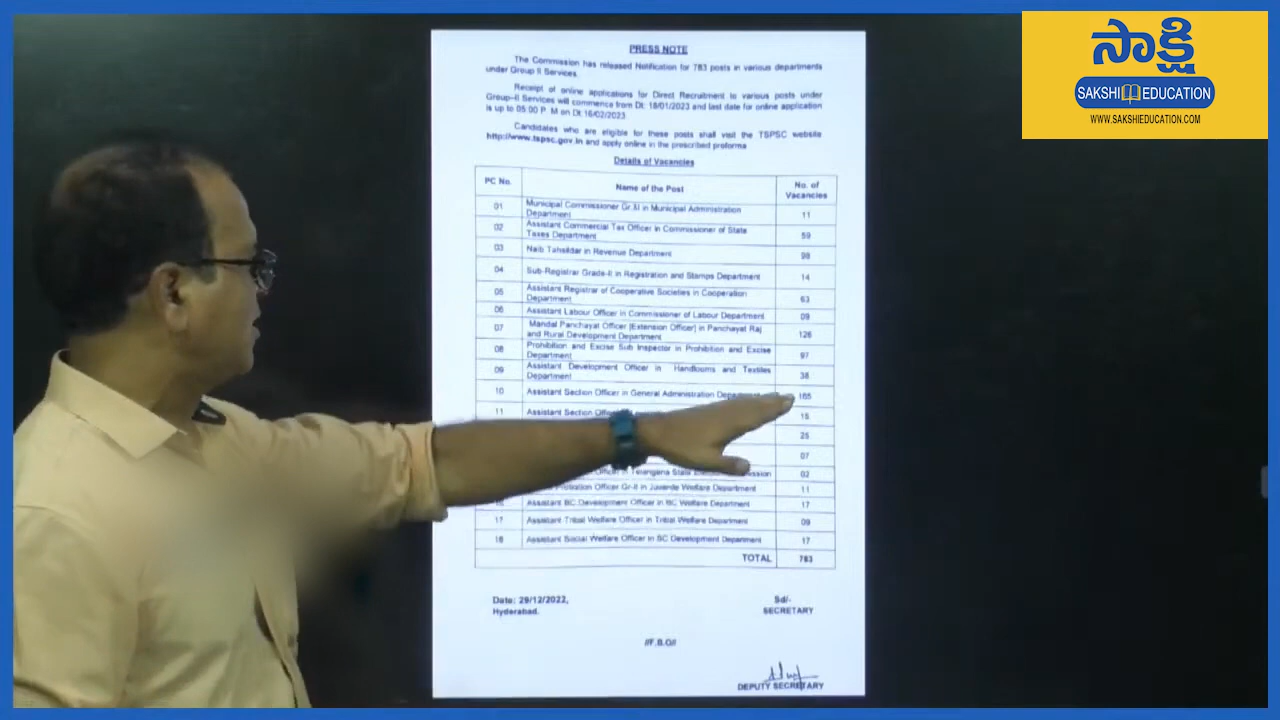 PRESS NOTE
The Commission has released Notification for 783 posts in various departments
under Group II Services.
Receipt of online applications for Direct Recruitment to various posts under
Group-II Services will commence from Dt: 18/01/2023 and last date for online application
is up to 05:00 P. M on Dt.16/02/2023
Candidates who are eligible for these posts shall visit the TSPSC website
http://www.tspsc.gov.in and apply online in the prescribed proforma
Details of Vacancies
PC No. Name of the Post No. of
Vacancies
01 Municipal Commissioner Gr.III in Municipal Administration
Department 11
02 Assistant Commercial Tax Officer in Commissioner of State
Taxes Department 59
03 Naib Tahsildar in Revenue Department 98
04 Sub-Registrar Grade-II in Registration and Stamps Department 14
05 Assistant Registrar of Cooperative Societies in Cooperation
Department 63
06 Assistant Labour Officer in Commissioner of Labour Department 09
07 Mandal Panchayat Officer [Extension Officer] in Panchayat Raj
and Rural Development Department 126
08 Prohibition and Excise Sub Inspector in Prohibition and Excise
Department 97
09 Assistant Development Officer in Handlooms and Textiles
Department 38
10 Assistant Section Officer in General Administration Department 165
11 Assistant Section 15
25
07
in Telangana State 02
Officer Gr-II in Juvenile Welfare Department 11
Assistant BC Development Officer in BC Welfare Department 17
17 Assistant Tribal Welfare Officer in Tribal Welfare Department 09
18 Assistant Social Welfare Officer in SC Development Department 17
TOTAL 783
Date: 29/12/2022, Sd/-
Hyderabad. SECRETARY
//F.B.O//
DEPUTY SECRETARY
సాక్షి
SAKSHI EDUCATION
WWW.SAKSHIEDUCATION.COM